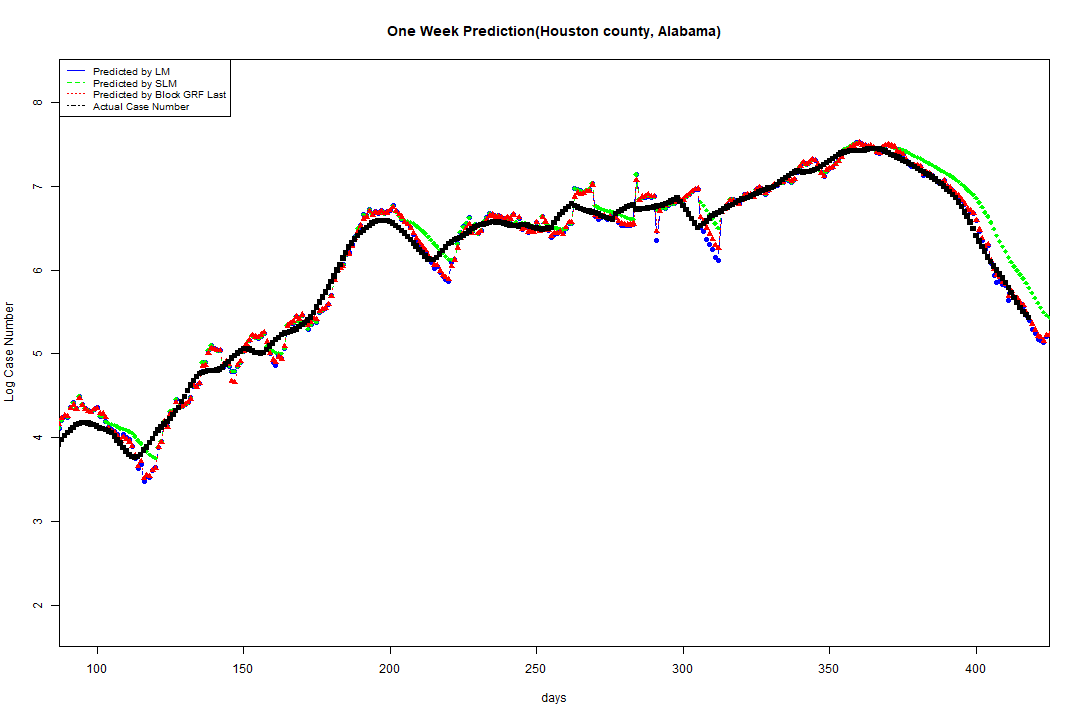 One Week Prediction(Houston county, Alabama)
Predicted by LM
Predicted by SLM
Predicted by Block GRF Last
Actual Case Number
8
7
6
5
4
3
2
Log Case Number
100 150 200 250 300 350 400
days